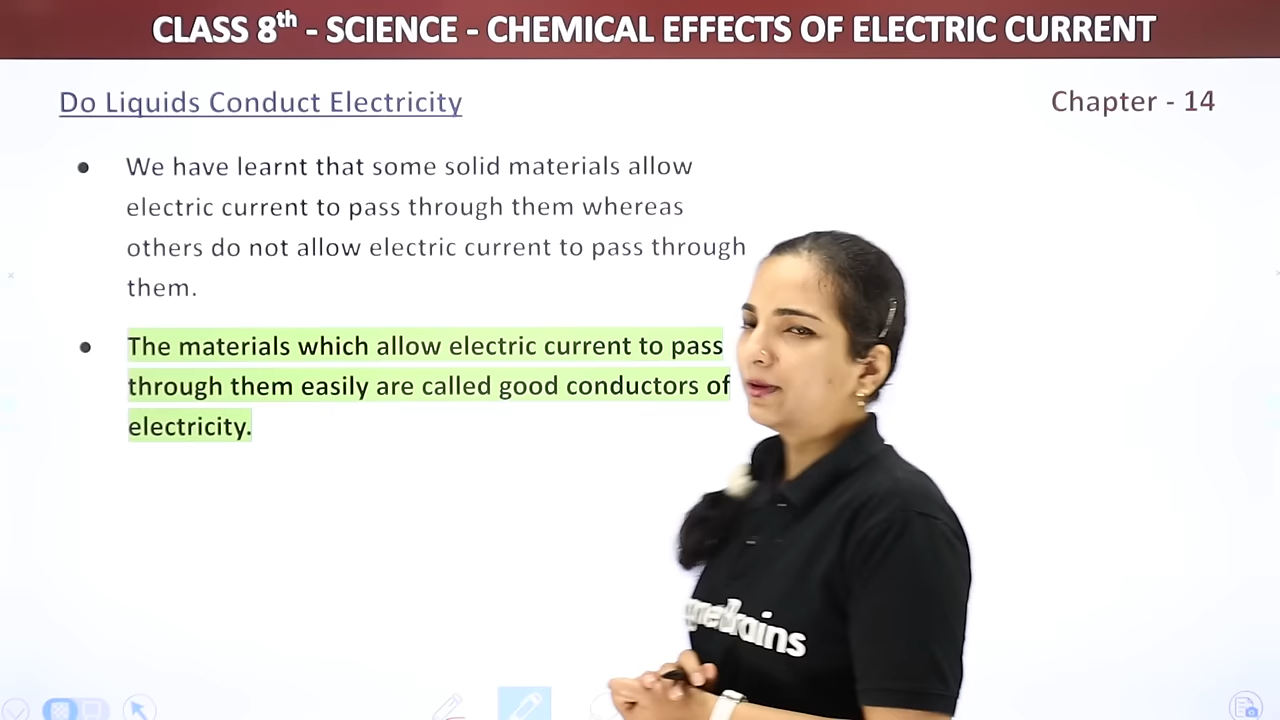 CLASS 8th - SCIENCE - CHEMICAL EFFECTS OF ELECTRIC CURRENT
Do Liquids Conduct Electricity
Chapter - 14
• We have learnt that some solid materials allow
electric current to pass through them whereas
others do not allow electric current to pass through
them.
• The materials which allow electric current to pass
through them easily are called good conductors of
electricity.